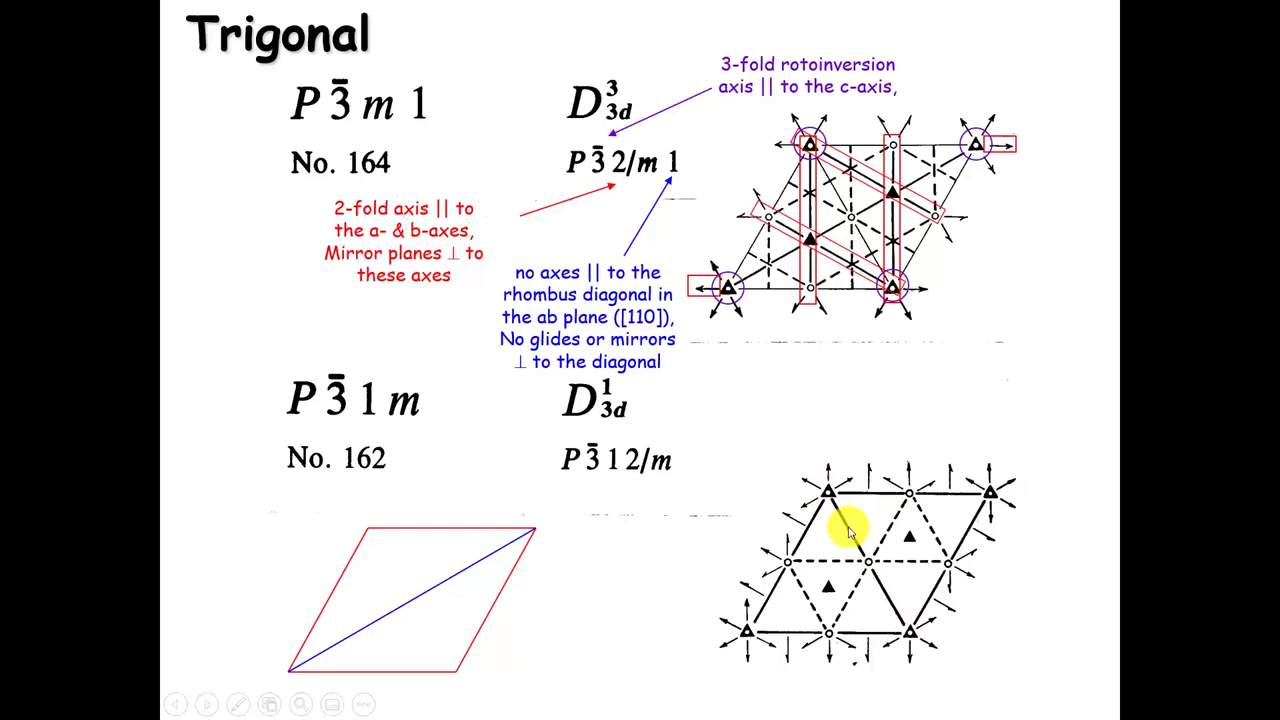 Trigonal
P 3̄ m 1
D³₃d
3-fold rotoinversion
axis || to the c-axis,
No. 164
P 3̄ 2/m 1
2-fold axis || to
the a- & b-axes,
Mirror planes ⊥ to
these axes
no axes || to the
rhombus diagonal in
the ab plane ([110]),
No glides or mirrors
⊥ to the diagonal
P 3̄ 1 m
D¹₃d
No. 162
P 3̄ 1 2/m